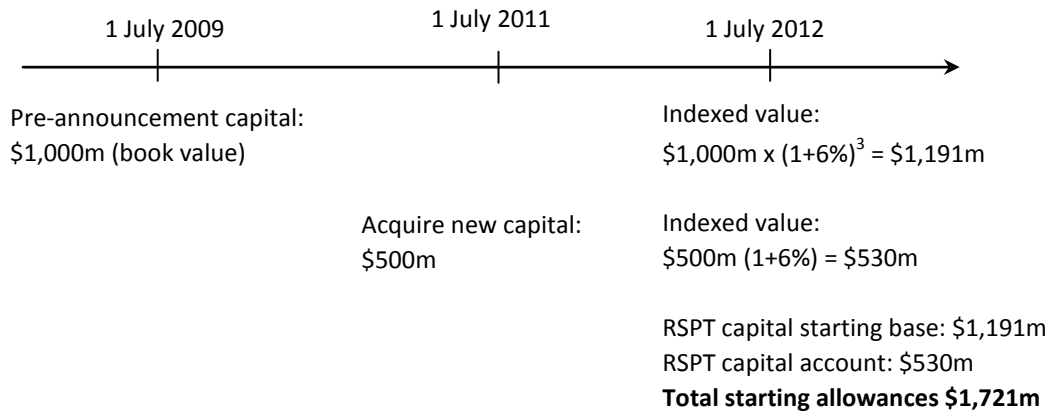 1 July 2009
1 July 2011
1 July 2012
Pre-announcement capital:
$1,000m (book value)
Indexed value:
$1,000m x (1+6%)³ = $1,191m
Acquire new capital:
$500m
Indexed value:
$500m (1+6%) = $530m
RSPT capital starting base: $1,191m
RSPT capital account: $530m
Total starting allowances $1,721m